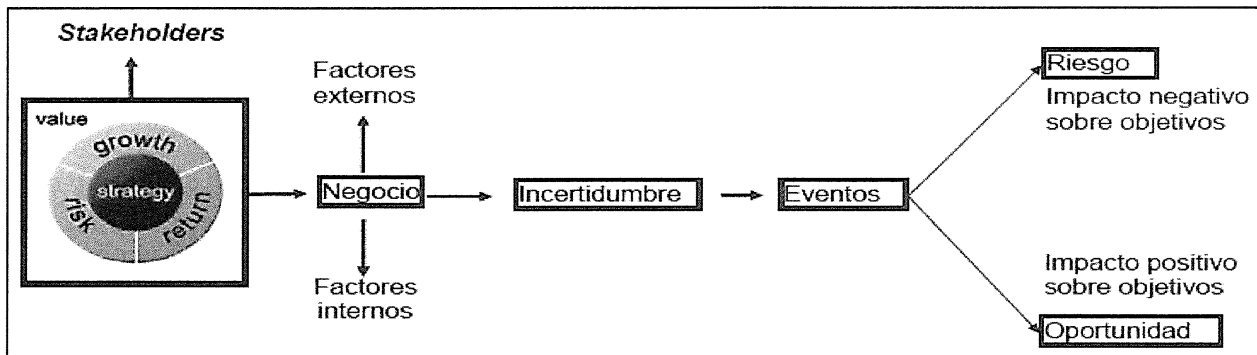 Stakeholders
value
growth
strategy
risk
return
Factores
externos
Negocio
Factores
internos
Incertidumbre
Eventos
Riesgo
Impacto negativo
sobre objetivos
Impacto positivo
sobre objetivos
Oportunidad